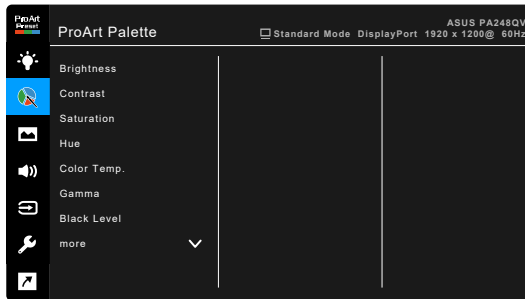 ProArt
Preset
ProArt Palette
ASUS PA248QV
Standard Mode DisplayPort 1920 x 1200@ 60Hz
Brightness
Contrast
Saturation
Hue
Color Temp.
Gamma
Black Level
more